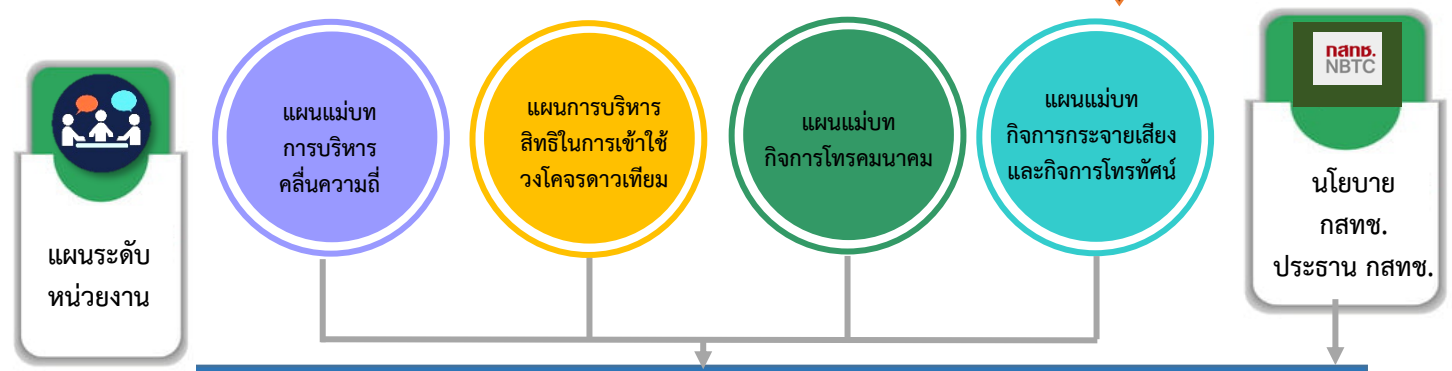 แผนระดับ
หน่วยงาน
แผนแม่บท
การบริหาร
คลื่นความถี่
แผนการบริหาร
สิทธิในการเข้าใช้
วงโคจรดาวเทียม
แผนแม่บท
กิจการโทรคมนาคม
แผนแม่บท
กิจการกระจายเสียง
และกิจการโทรทัศน์
กสทช.
NBTC
นโยบาย
กสทช.
ประธาน กสทช.